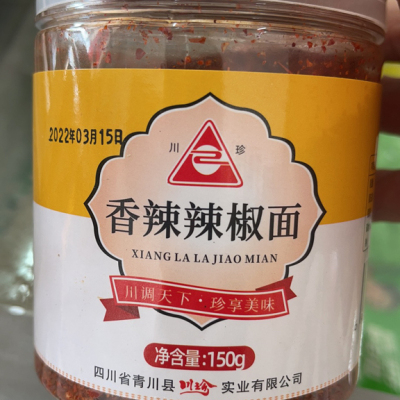 2022年03月15日
川 珍
香辣辣椒面
XIANG LA LA JIAO MIAN
川调天下·珍享美味
净含量:150g
四川省青川县川珍实业有限公司